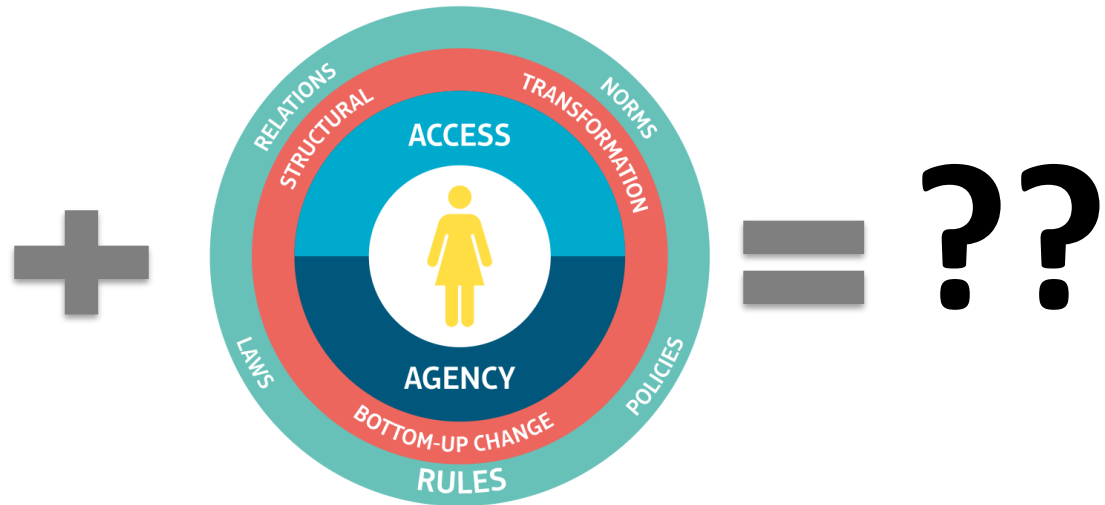 RELATIONS
NORMS
STRUCTURAL
TRANSFORMATION
ACCESS
+
=
??
AGENCY
LAWS
POLICIES
BOTTOM-UP CHANGE
RULES